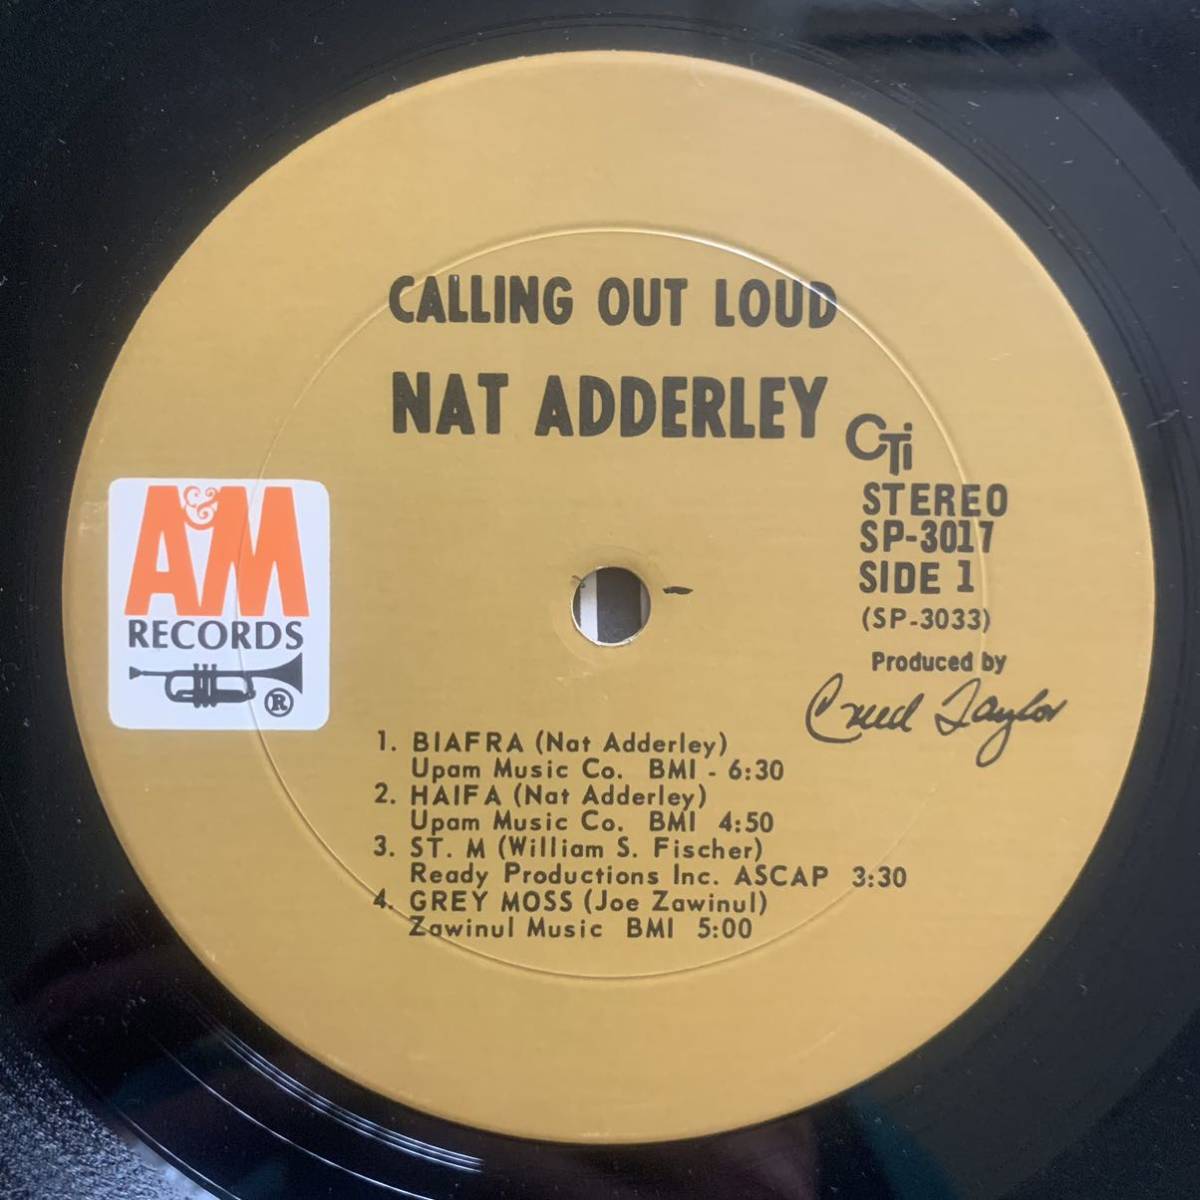 CALLING OUT LOUD
NAT ADDERLEY
CTi
STEREO
SP-3017
SIDE 1
(SP-3033)
Produced by
Creed Taylor
A&M
RECORDS
®
1. BIAFRA (Nat Adderley)
Upam Music Co. BMI - 6:30
2. HAIFA (Nat Adderley)
Upam Music Co. BMI 4:50
3. ST. M (William S. Fischer)
Ready Productions Inc. ASCAP 3:30
4. GREY MOSS (Joe Zawinul)
Zawinul Music BMI 5:00